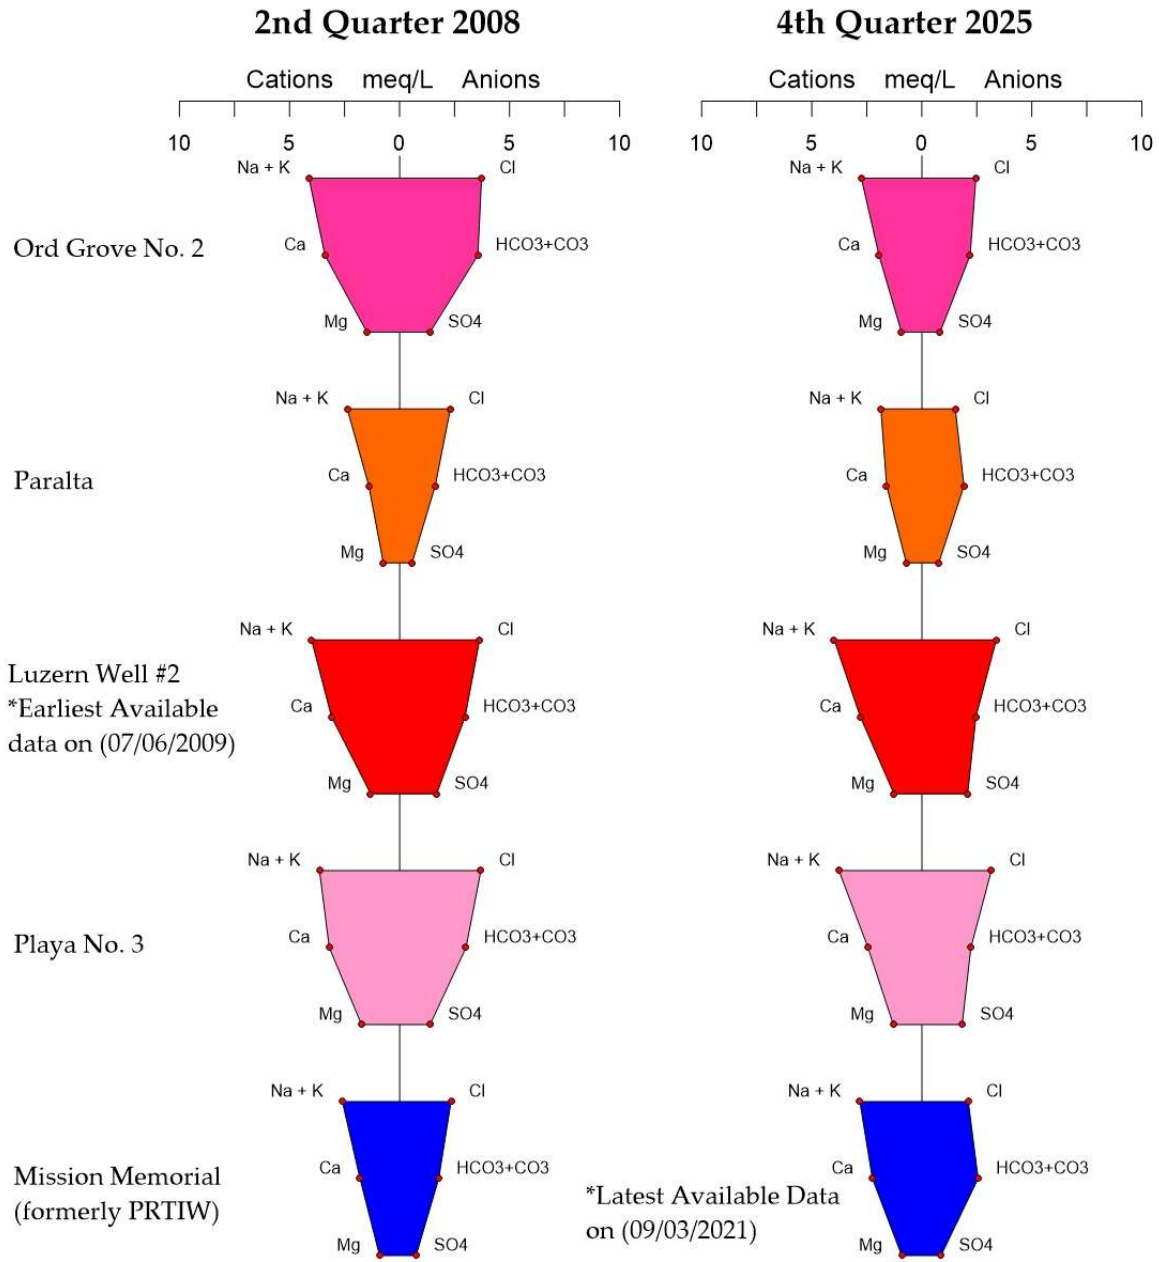 2nd Quarter 2008
4th Quarter 2025
Cations meq/L Anions
Cations meq/L Anions
10 5 0 5 10
10 5 0 5 10
Na + K Cl
Na + K Cl
Ord Grove No. 2
Ca HCO3+CO3
Ca HCO3+CO3
Mg SO4
Mg SO4
Na + K Cl
Na + K Cl
Paralta
Ca HCO3+CO3
Ca HCO3+CO3
Mg SO4
Mg SO4
Na + K Cl
Na + K Cl
Luzern Well #2
*Earliest Available
data on (07/06/2009)
Ca HCO3+CO3
Ca HCO3+CO3
Mg SO4
Mg SO4
Na + K Cl
Na + K Cl
Playa No. 3
Ca HCO3+CO3
Ca HCO3+CO3
Mg SO4
Mg SO4
Na + K Cl
Na + K Cl
Mission Memorial
(formerly PRTIW)
Ca HCO3+CO3
Ca HCO3+CO3
*Latest Available Data
on (09/03/2021)
Mg SO4
Mg SO4